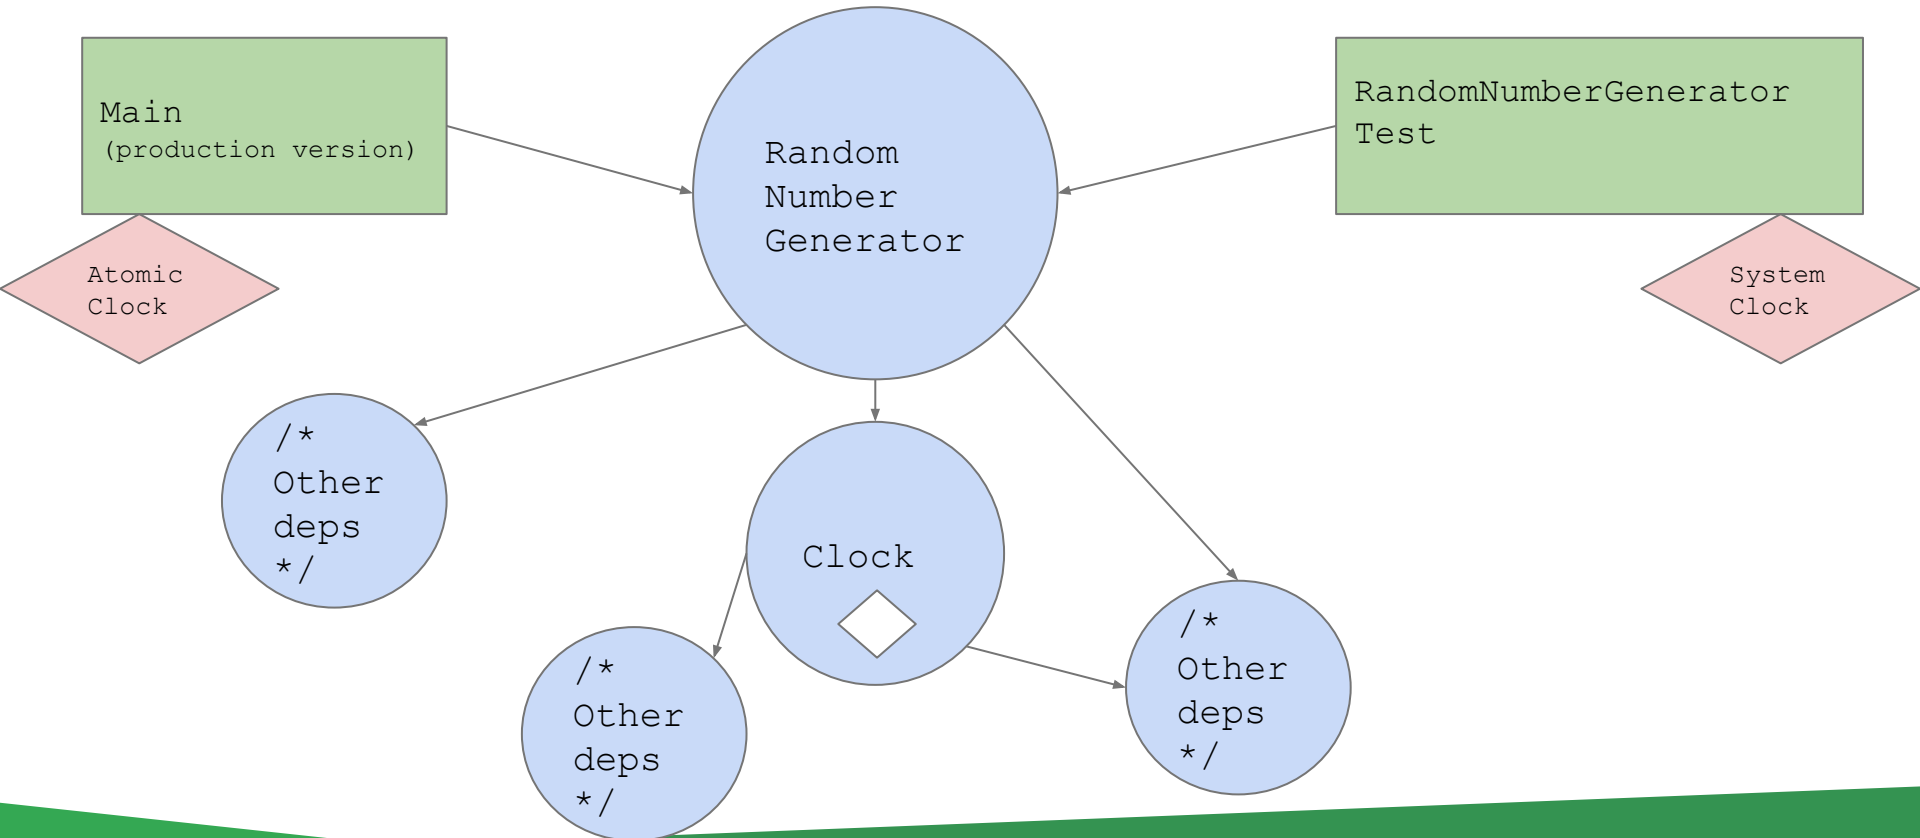 Main
(production version)
Random
Number
Generator
RandomNumberGenerator
Test
Atomic
Clock
System
Clock
/*
Other
deps
*/
Clock
/*
Other
deps
*/
/*
Other
deps
*/